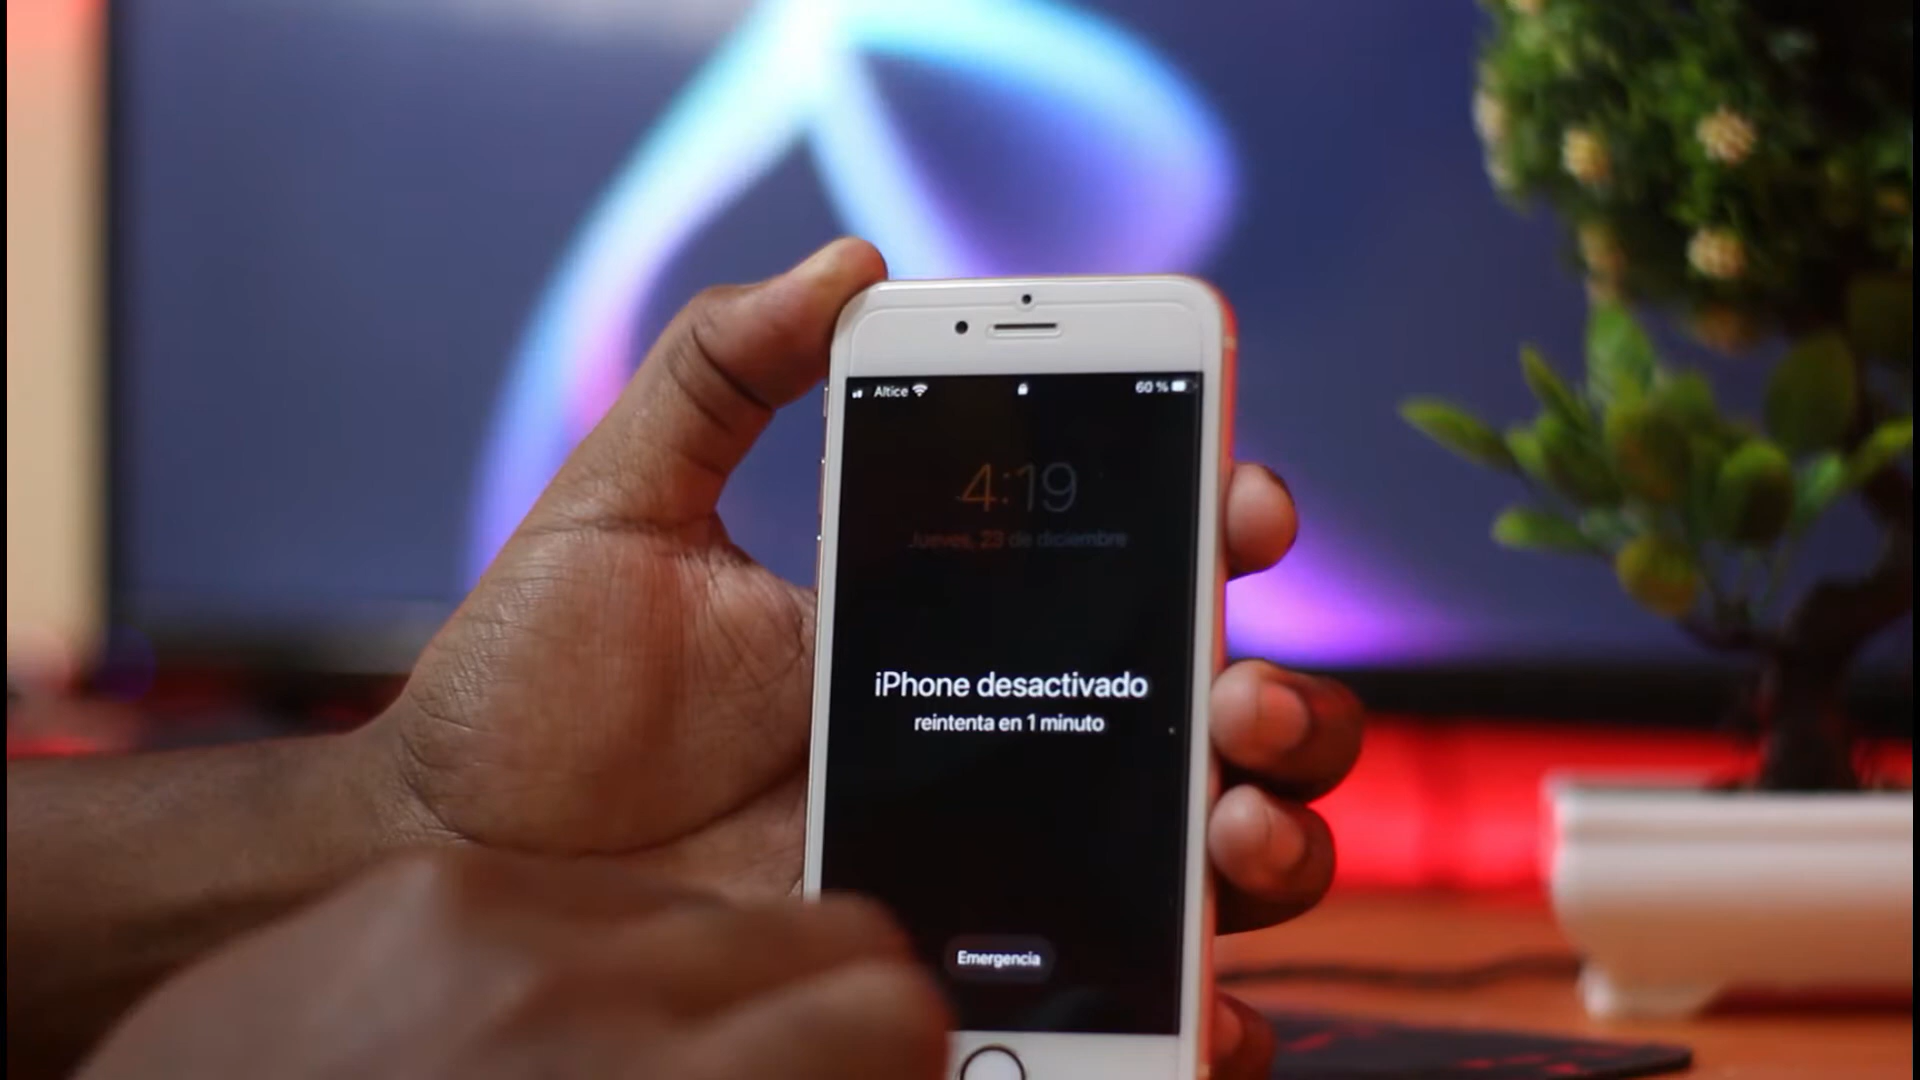 Altice
60 %
4:19
Jueves, 23 de diciembre
iPhone desactivado
reintenta en 1 minuto
Emergencia